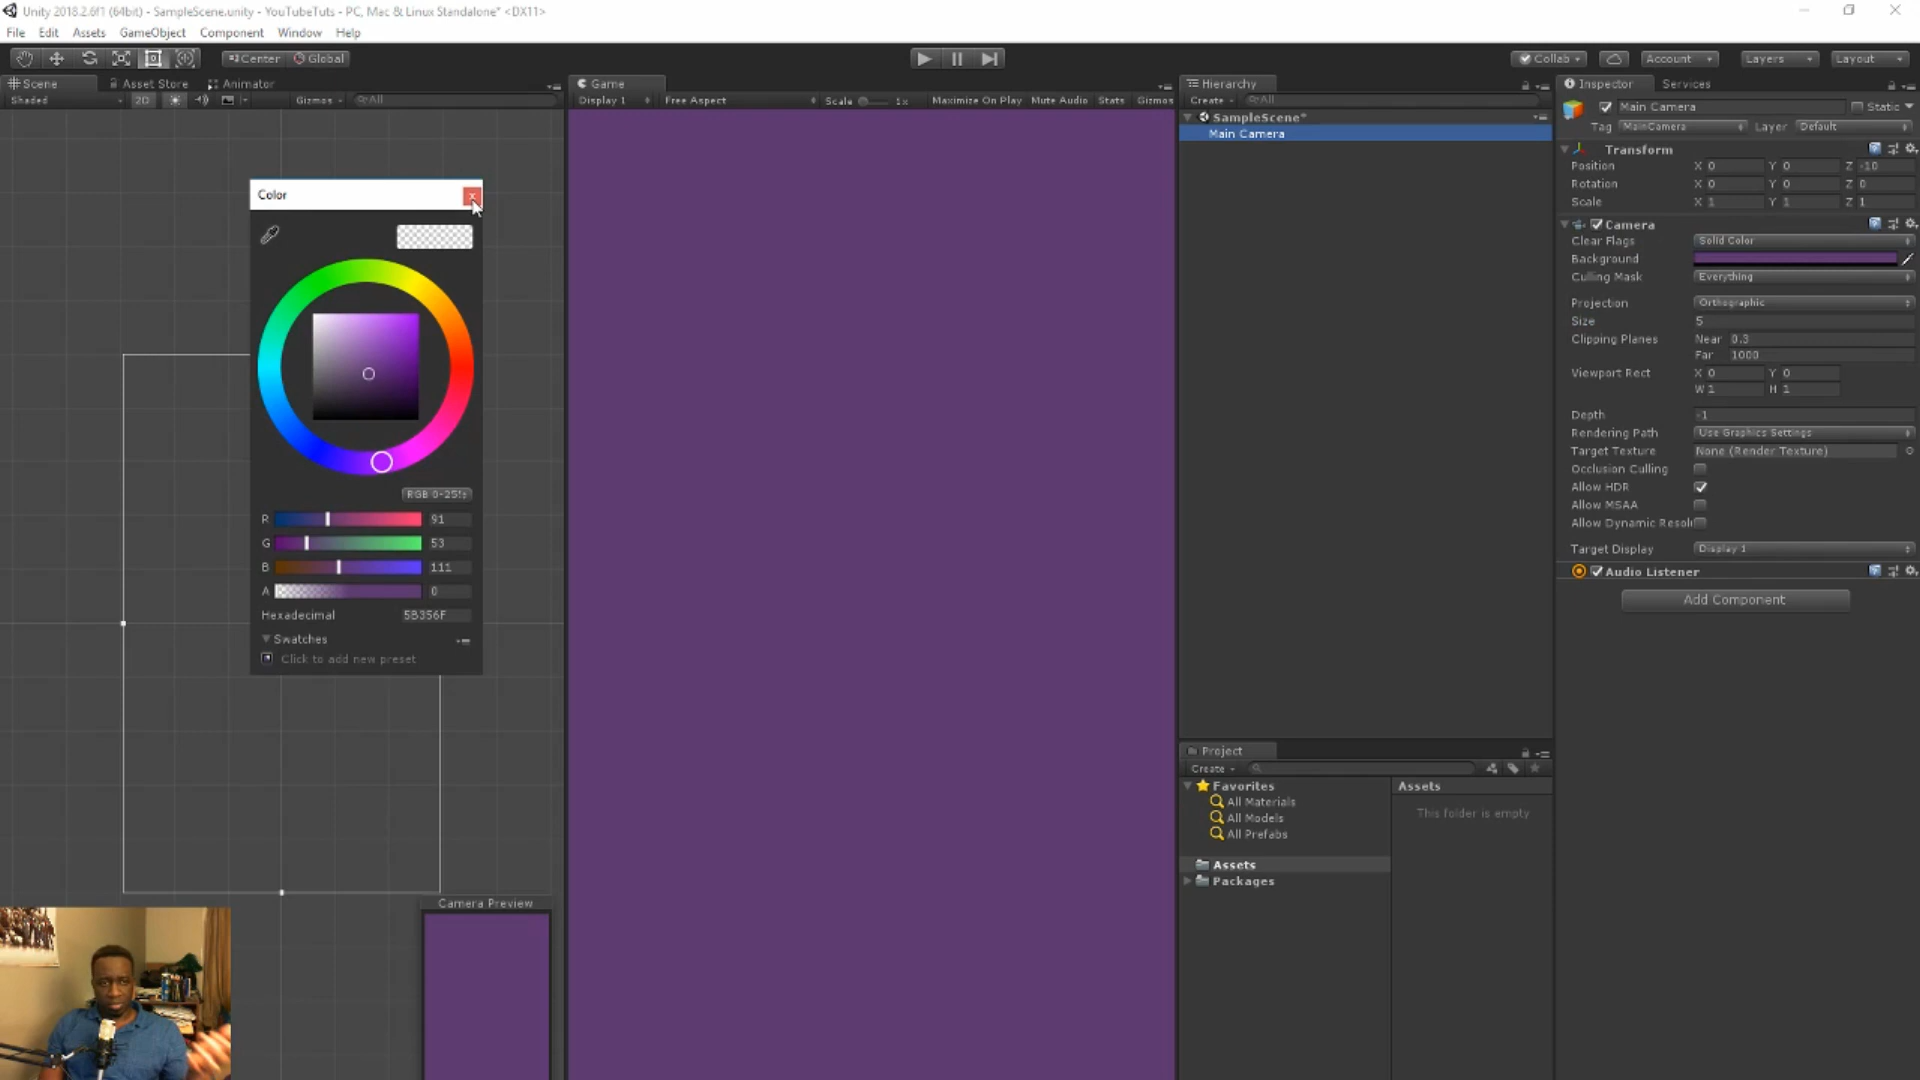 Unity 2018.2.6f1 (64bit) - SampleScene.unity - YouTubeTuts - PC, Mac & Linux Standalone* <DX11>
File Edit Assets GameObject Component Window Help
Center Global Collab Account Layers Layout
Scene Asset Store Animator
Shaded 2D Gizmos All
Game
Display 1 Free Aspect Scale 1x Maximize On Play Mute Audio Stats Gizmos
Hierarchy
Create All
SampleScene*
Main Camera
Color
RGB 0-255
R 91
G 53
B 111
A 0
Hexadecimal 5B356F
Swatches
Click to add new preset
Camera Preview
Project
Create
Favorites
All Materials
All Models
All Prefabs
Assets
Packages
Assets
This folder is empty
Inspector Services
Main Camera Static
Tag MainCamera Layer Default
Transform
Position X 0 Y 0 Z -10
Rotation X 0 Y 0 Z 0
Scale X 1 Y 1 Z 1
Camera
Clear Flags Solid Color
Background
Culling Mask Everything
Projection Orthographic
Size 5
Clipping Planes Near 0.3
Far 1000
Viewport Rect X 0 Y 0
W 1 H 1
Depth -1
Rendering Path Use Graphics Settings
Target Texture None (Render Texture)
Occlusion Culling
Allow HDR
Allow MSAA
Allow Dynamic Resol
Target Display Display 1
Audio Listener
Add Component